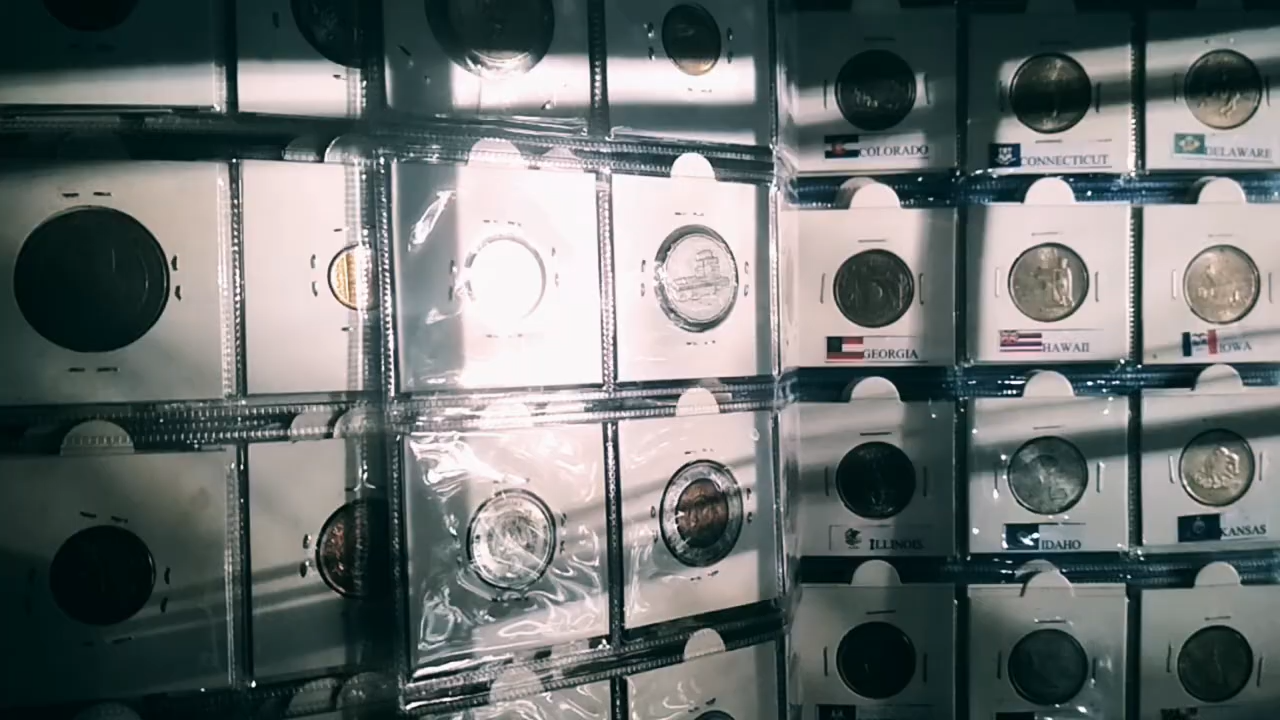 COLORADO
CONNECTICUT
DELAWARE
GEORGIA
HAWAII
IOWA
ILLINOIS
IDAHO
KANSAS